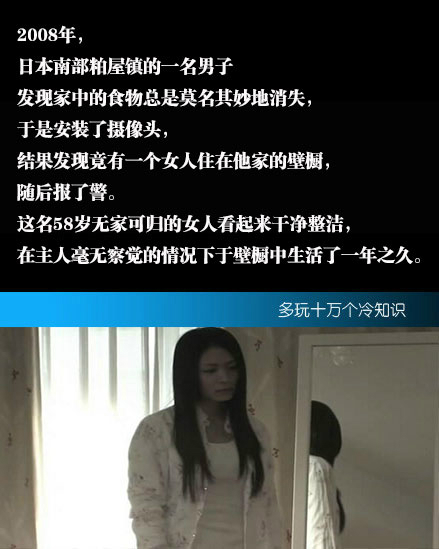 2008年，
日本南部粕屋镇的一名男子
发现家中的食物总是莫名其妙地消失，
于是安装了摄像头，
结果发现竟有一个女人住在他家的壁橱，
随后报了警。
这名58岁无家可归的女人看起来干净整洁，
在主人毫无察觉的情况下于壁橱中生活了一年之久。
多玩十万个冷知识